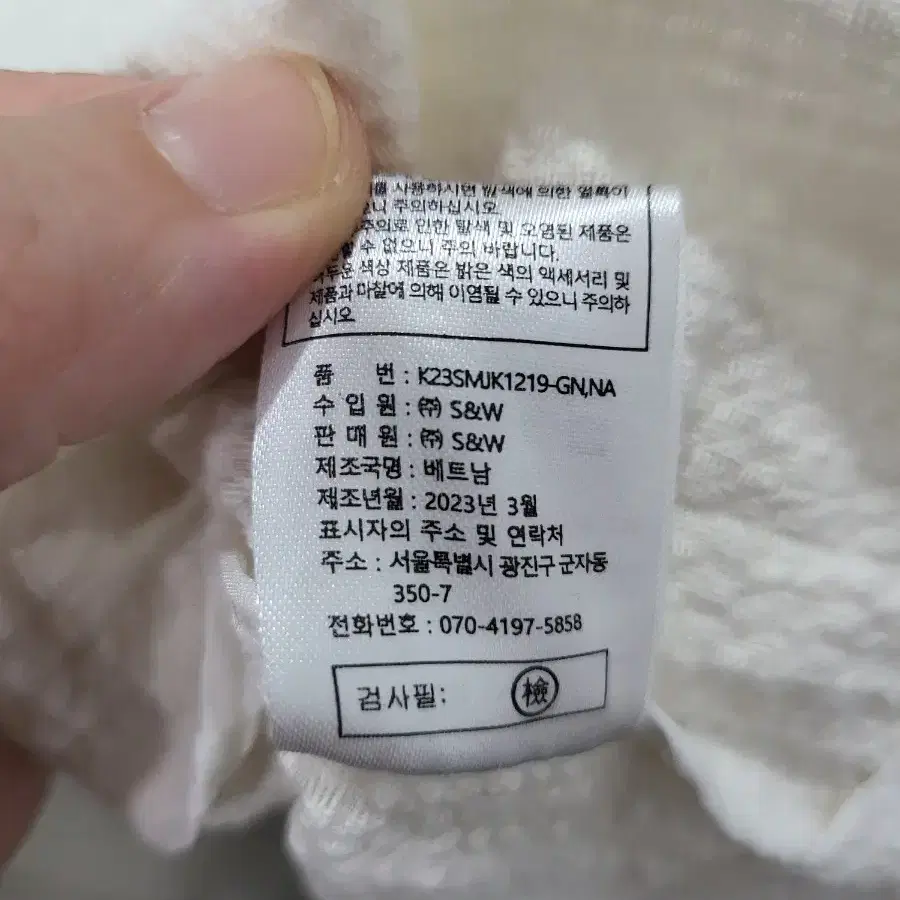 사용하시면 탈색에 의한 얼룩이
주의하십시오
주의로 인한 탈색 및 오염된 제품은
수 없으니 주의 바랍니다.
색상 제품은 밝은 색의 액세서리 및
제품과 마찰에 의해 이염될 수 있으니 주의하
십시오
품 번 : K23SMJK1219-GN,NA
수 입 원 : ㈜ S&W
판 매 원 : ㈜ S&W
제조국명 : 베트남
제조년월 : 2023년 3월
표시자의 주소 및 연락처
주소 : 서울특별시 광진구 군자동
350-7
전화번호 : 070-4197-5858
검사필: 檢